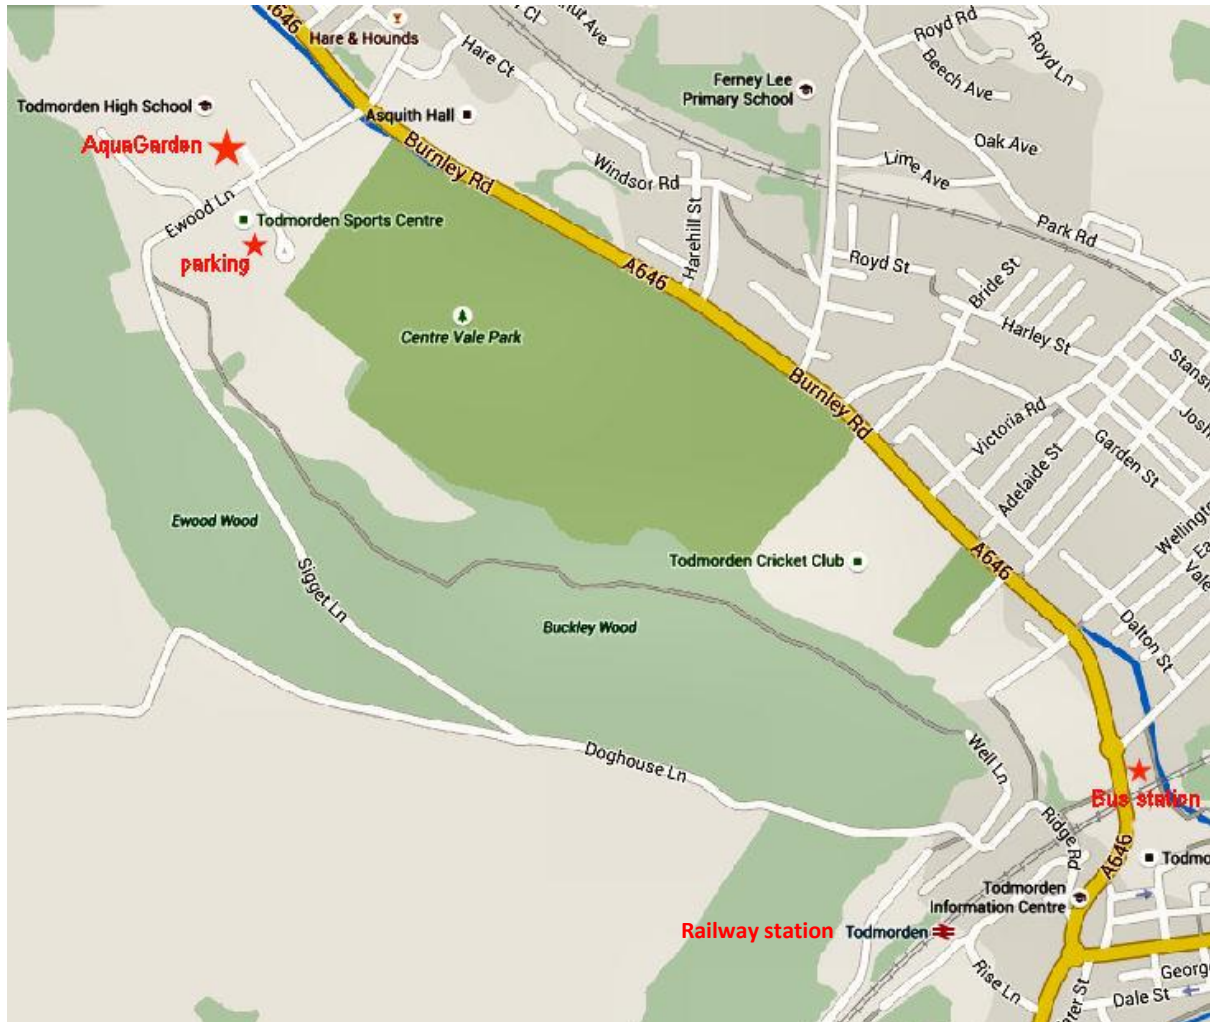 A646
Hare & Hounds
Hare Ct
Ct
Ave
Royd Rd
Royd Ln
Beech Ave
Ferney Lee
Primary School
Todmorden High School
Asquith Hall
AquaGarden
Burnley Rd
Oak Ave
Lime Ave
Windsor Rd
Ewood Ln
Todmorden Sports Centre
parking
Harehill St
Park Rd
A646
Royd St
Bride St
Harley St
Centre Vale Park
Burnley Rd
Victoria Rd
Adelaide St
Garden St
Ewood Wood
Todmorden Cricket Club
A646
Sigget Ln
Buckley Wood
Dalton St
Doghouse Ln
Well Ln
Bus station
Ridge Rd
A646
Todmorden
Information Centre
Railway station
Todmorden
Rise Ln
Dale St